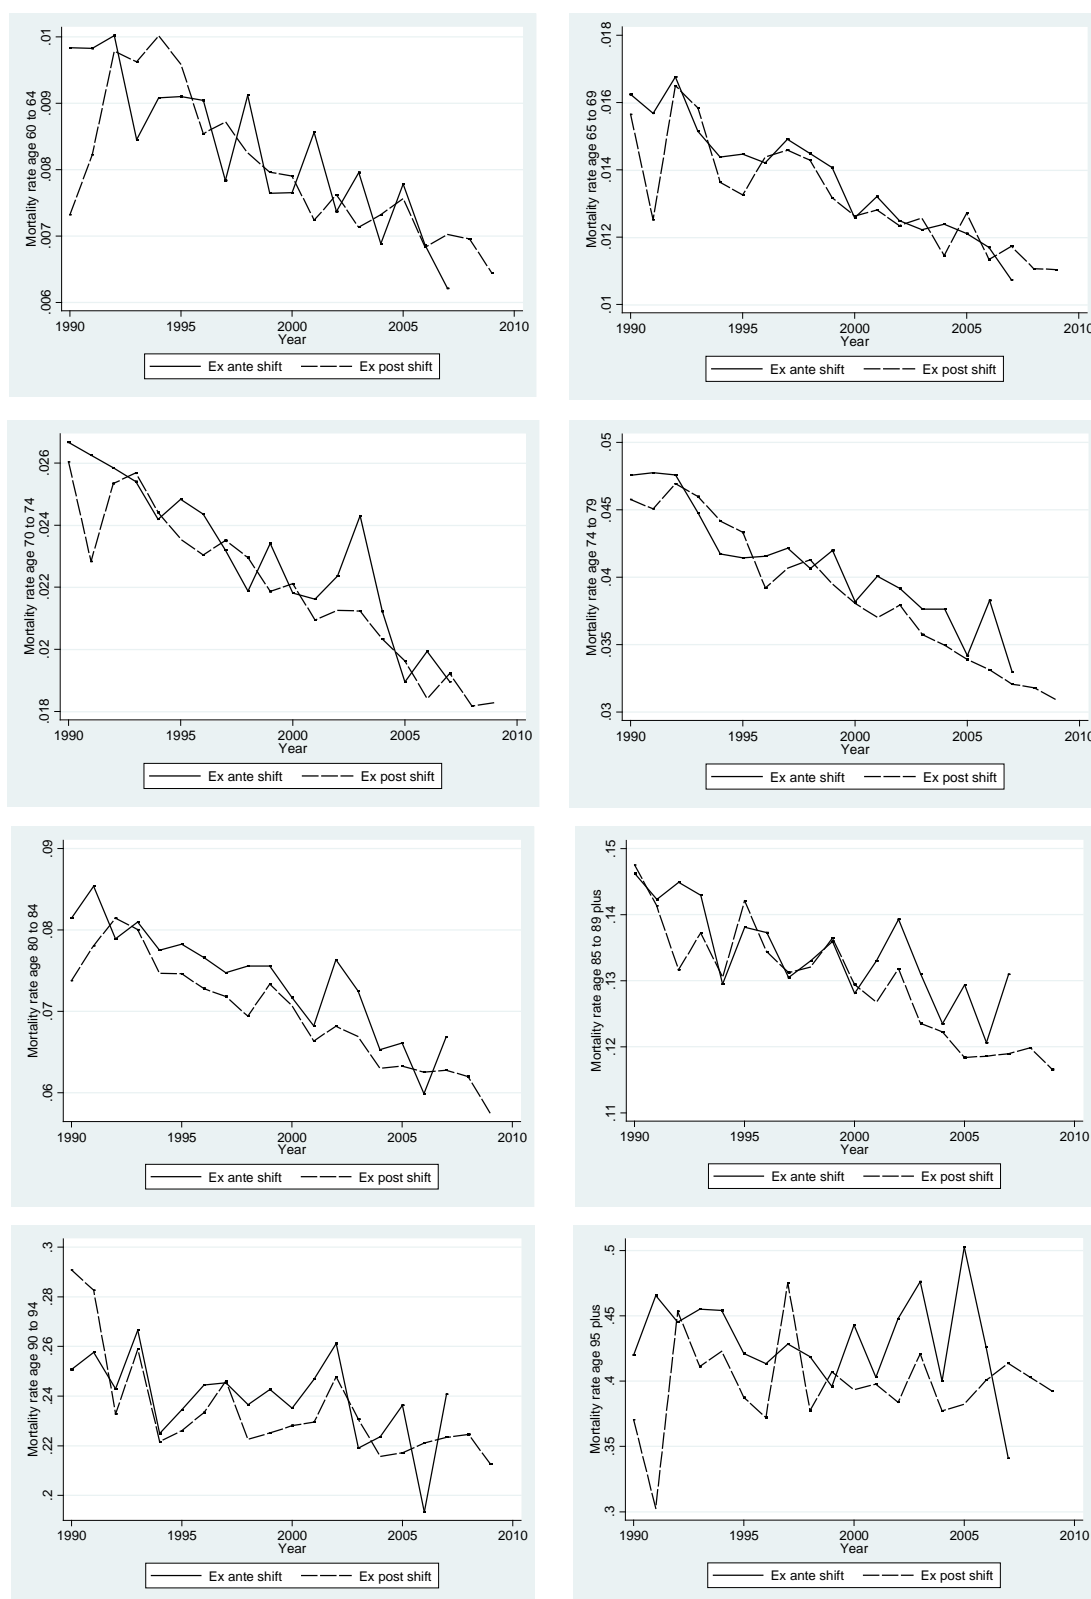 Mortality rate age 60 to 64
.01
.009
.008
.007
.006
1990 1995 2000 2005 2010
Year
Ex ante shift Ex post shift
Mortality rate age 65 to 69
.018
.016
.014
.012
.01
1990 1995 2000 2005 2010
Year
Ex ante shift Ex post shift
Mortality rate age 70 to 74
.026
.024
.022
.02
.018
1990 1995 2000 2005 2010
Year
Ex ante shift Ex post shift
Mortality rate age 74 to 79
.05
.045
.04
.035
.03
1990 1995 2000 2005 2010
Year
Ex ante shift Ex post shift
Mortality rate age 80 to 84
.09
.08
.07
.06
1990 1995 2000 2005 2010
Year
Ex ante shift Ex post shift
Mortality rate age 85 to 89 plus
.15
.14
.13
.12
.11
1990 1995 2000 2005 2010
Year
Ex ante shift Ex post shift
Mortality rate age 90 to 94
.3
.28
.26
.24
.22
.2
1990 1995 2000 2005 2010
Year
Ex ante shift Ex post shift
Mortality rate age 95 plus
.5
.45
.4
.35
.3
1990 1995 2000 2005 2010
Year
Ex ante shift Ex post shift